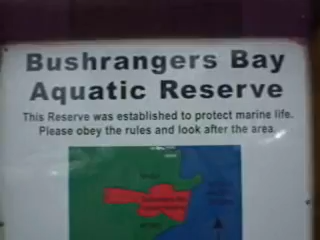 Bushrangers Bay
Aquatic Reserve
This Reserve was established to protect marine life.
Please obey the rules and look after the area.